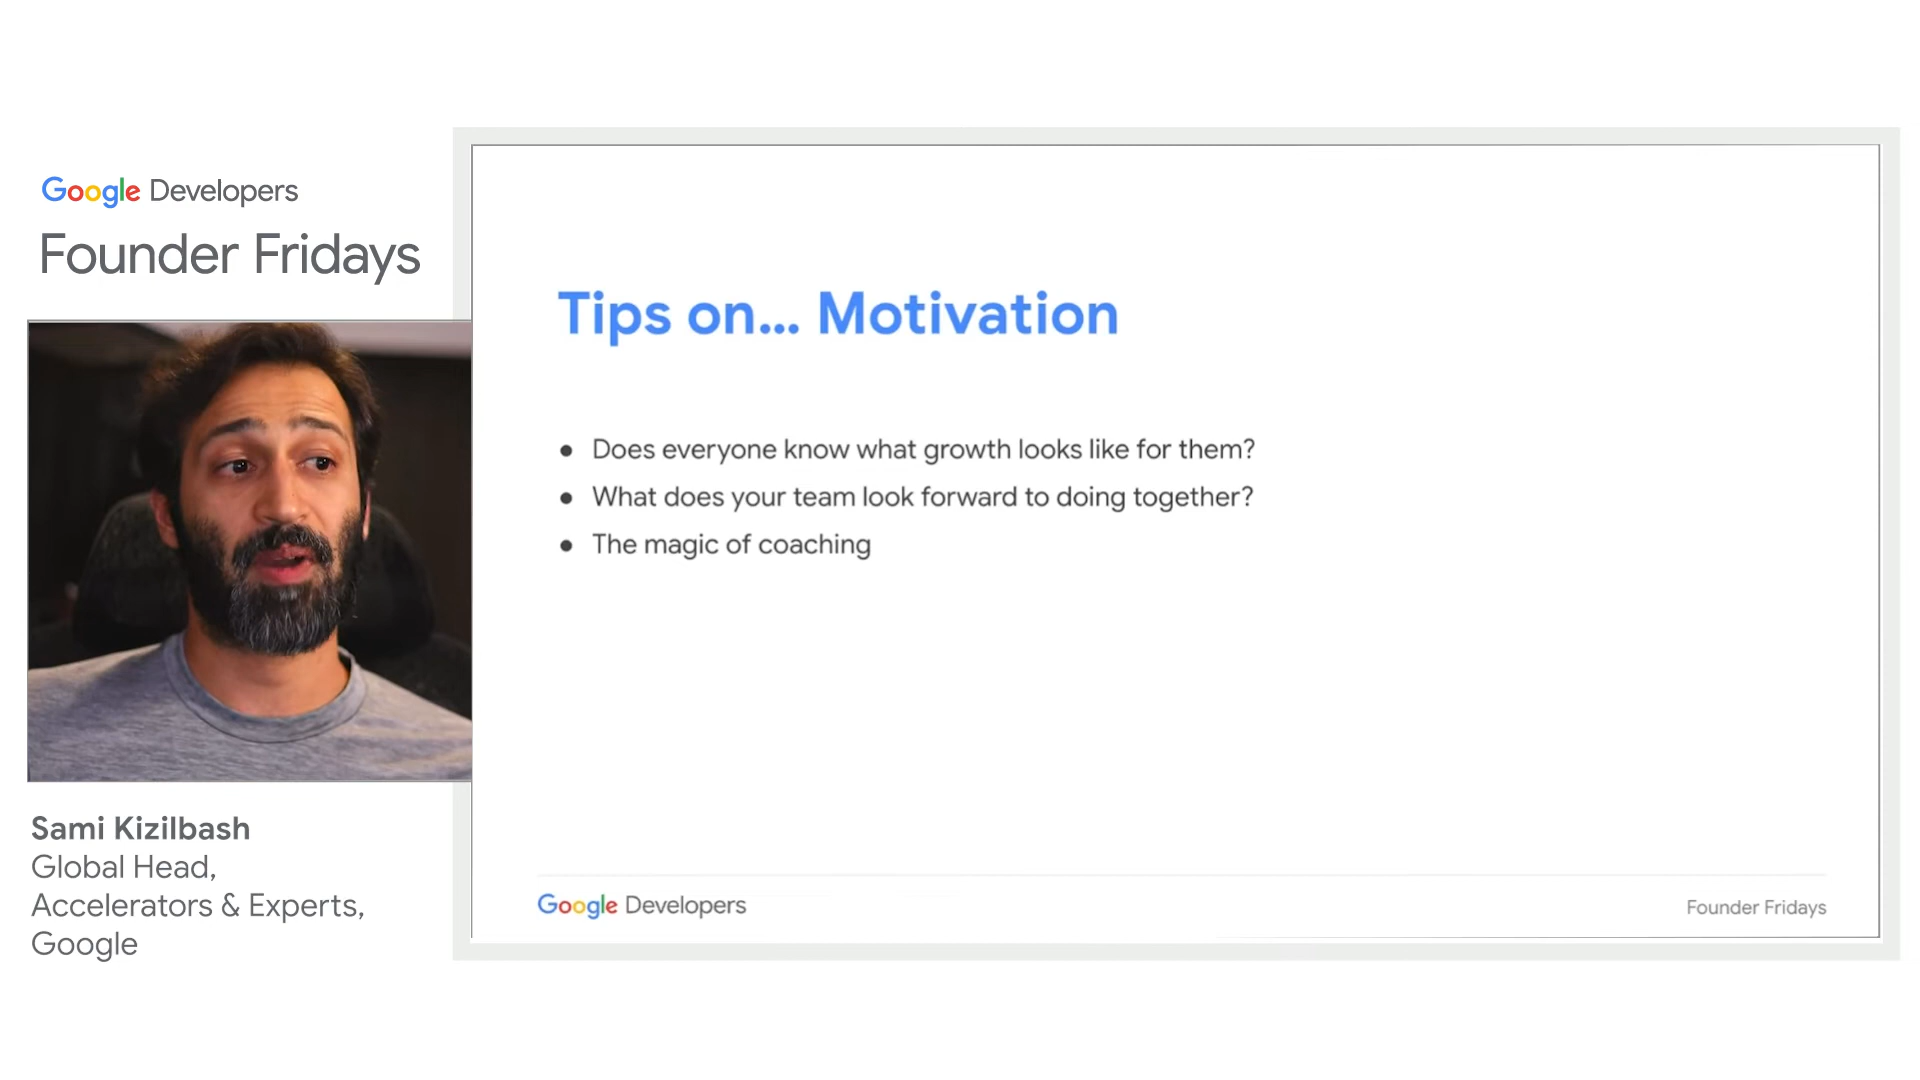 Google Developers
Founder Fridays
Sami Kizilbash
Global Head,
Accelerators & Experts,
Google
Tips on... Motivation
● Does everyone know what growth looks like for them?
● What does your team look forward to doing together?
● The magic of coaching
Google Developers
Founder Fridays